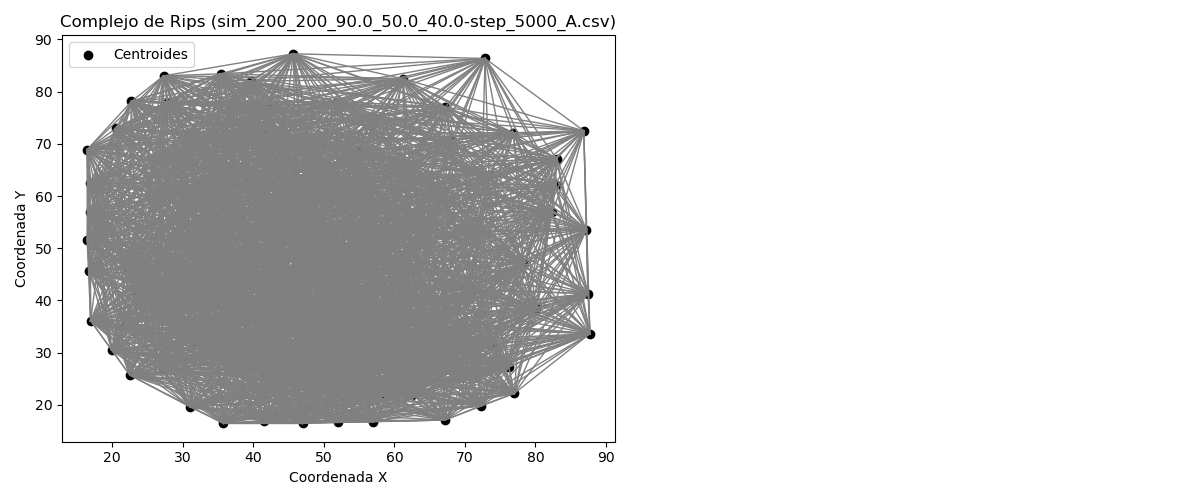 Complejo de Rips (sim_200_200_90.0_50.0_40.0-step_5000_A.csv)
Centroides
90
80
70
60
50
40
30
20
Coordenada Y
20 30 40 50 60 70 80 90
Coordenada X